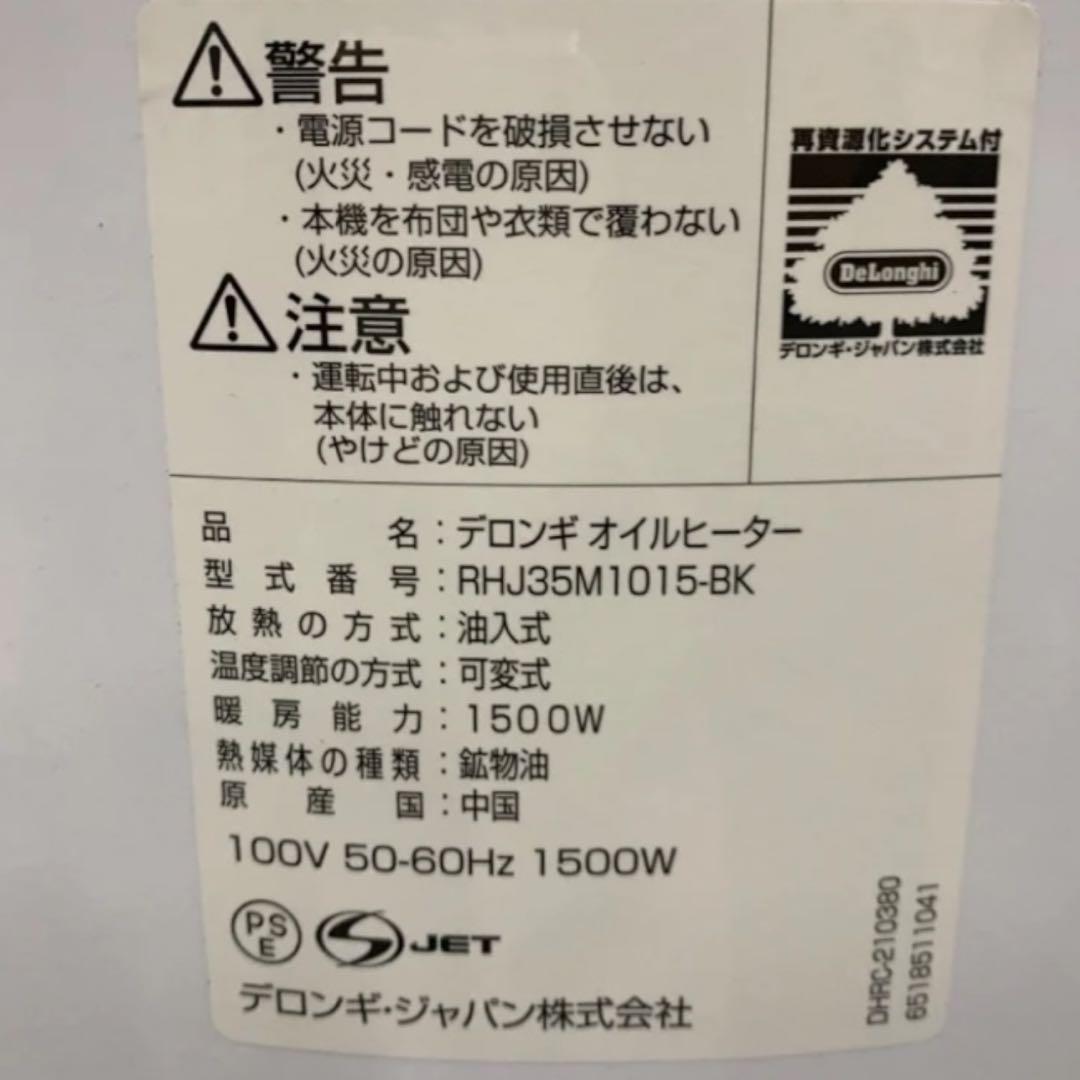 警告
・電源コードを破損させない
(火災・感電の原因)
・本機を布団や衣類で覆わない
(火災の原因)
注意
・運転中および使用直後は、
本体に触れない
(やけどの原因)
再資源化システム付
DeLonghi
デロンギ・ジャパン株式会社
品名：デロンギ オイルヒーター
型式番号：RHJ35M1015-BK
放熱の方式：油入式
温度調節の方式：可変式
暖房能力：1500W
熱媒体の種類：鉱物油
原産国：中国
100V 50-60Hz 1500W
PSE
S JET
デロンギ・ジャパン株式会社
DHRC-210380
6518511041